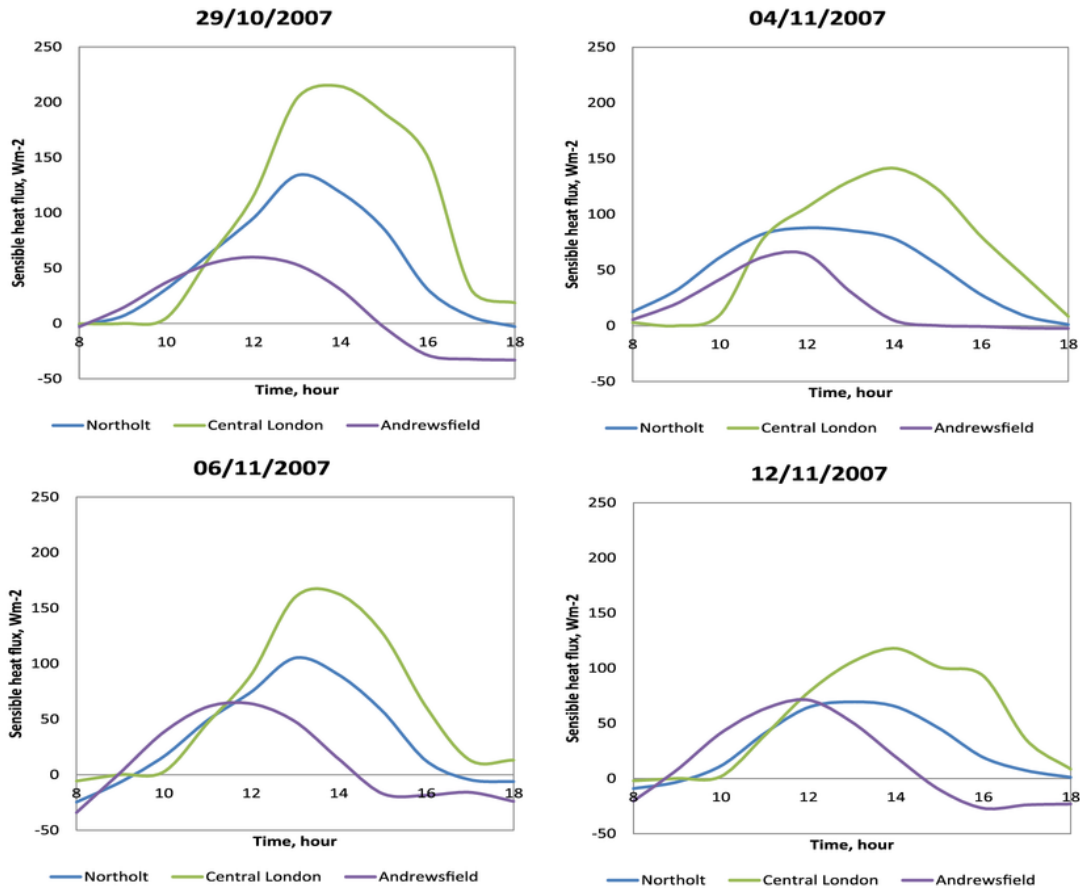 29/10/2007
250
200
150
100
50
0
-50
Sensible heat flux, Wm-2
8 10 12 14 16 18
Time, hour
Northolt Central London Andrewsfield
04/11/2007
250
200
150
100
50
0
-50
Sensible heat flux, Wm-2
8 10 12 14 16 18
Time, hour
Northolt Central London Andrewsfield
06/11/2007
250
200
150
100
50
0
-50
Sensible heat flux, Wm-2
8 10 12 14 16 18
Time, hour
Northolt Central London Andrewsfield
12/11/2007
250
200
150
100
50
0
-50
Sensible heat flux, Wm-2
8 10 12 14 16 18
Time, hour
Northolt Central London Andrewsfield